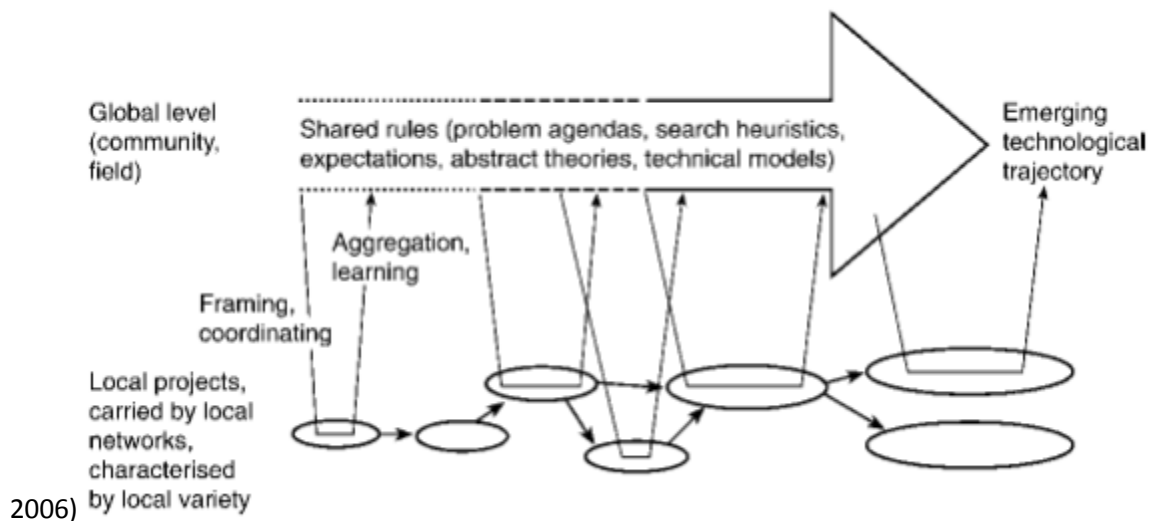 Global level
(community,
field)
Shared rules (problem agendas, search heuristics,
expectations, abstract theories, technical models)
Emerging
technological
trajectory
Aggregation,
learning
Framing,
coordinating
Local projects,
carried by local
networks,
characterised
by local variety
2006)